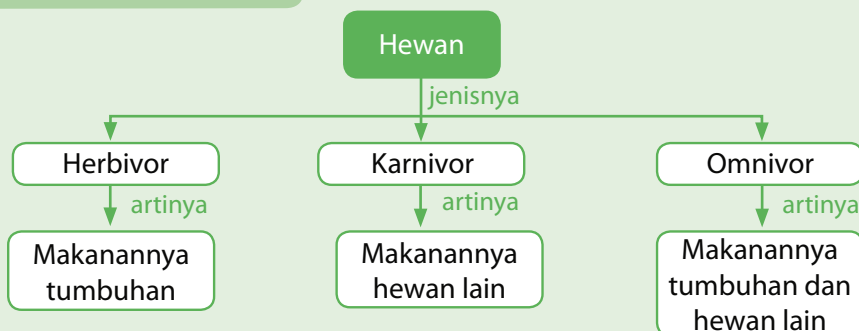 Hewan
jenisnya
Herbivor
Karnivor
Omnivor
artinya
artinya
artinya
Makanannya
tumbuhan
Makanannya
hewan lain
Makanannya
tumbuhan dan
hewan lain